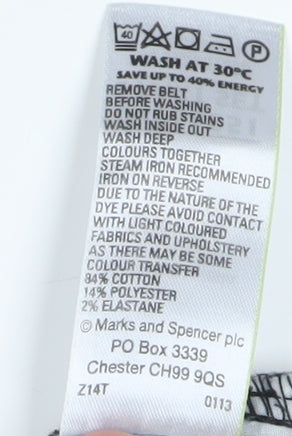 40 P
WASH AT 30°C
SAVE UP TO 40% ENERGY
REMOVE BELT
BEFORE WASHING
DO NOT RUB STAINS
WASH INSIDE OUT
WASH DEEP
COLOURS TOGETHER
STEAM IRON RECOMMENDED
IRON ON REVERSE
DUE TO THE NATURE OF THE
DYE PLEASE AVOID CONTACT
WITH LIGHT COLOURED
FABRICS AND UPHOLSTERY
AS THERE MAY BE SOME
COLOUR TRANSFER
84% COTTON
14% POLYESTER
2% ELASTANE
© Marks and Spencer plc
PO Box 3339
Chester CH99 9QS
Z14T 0113